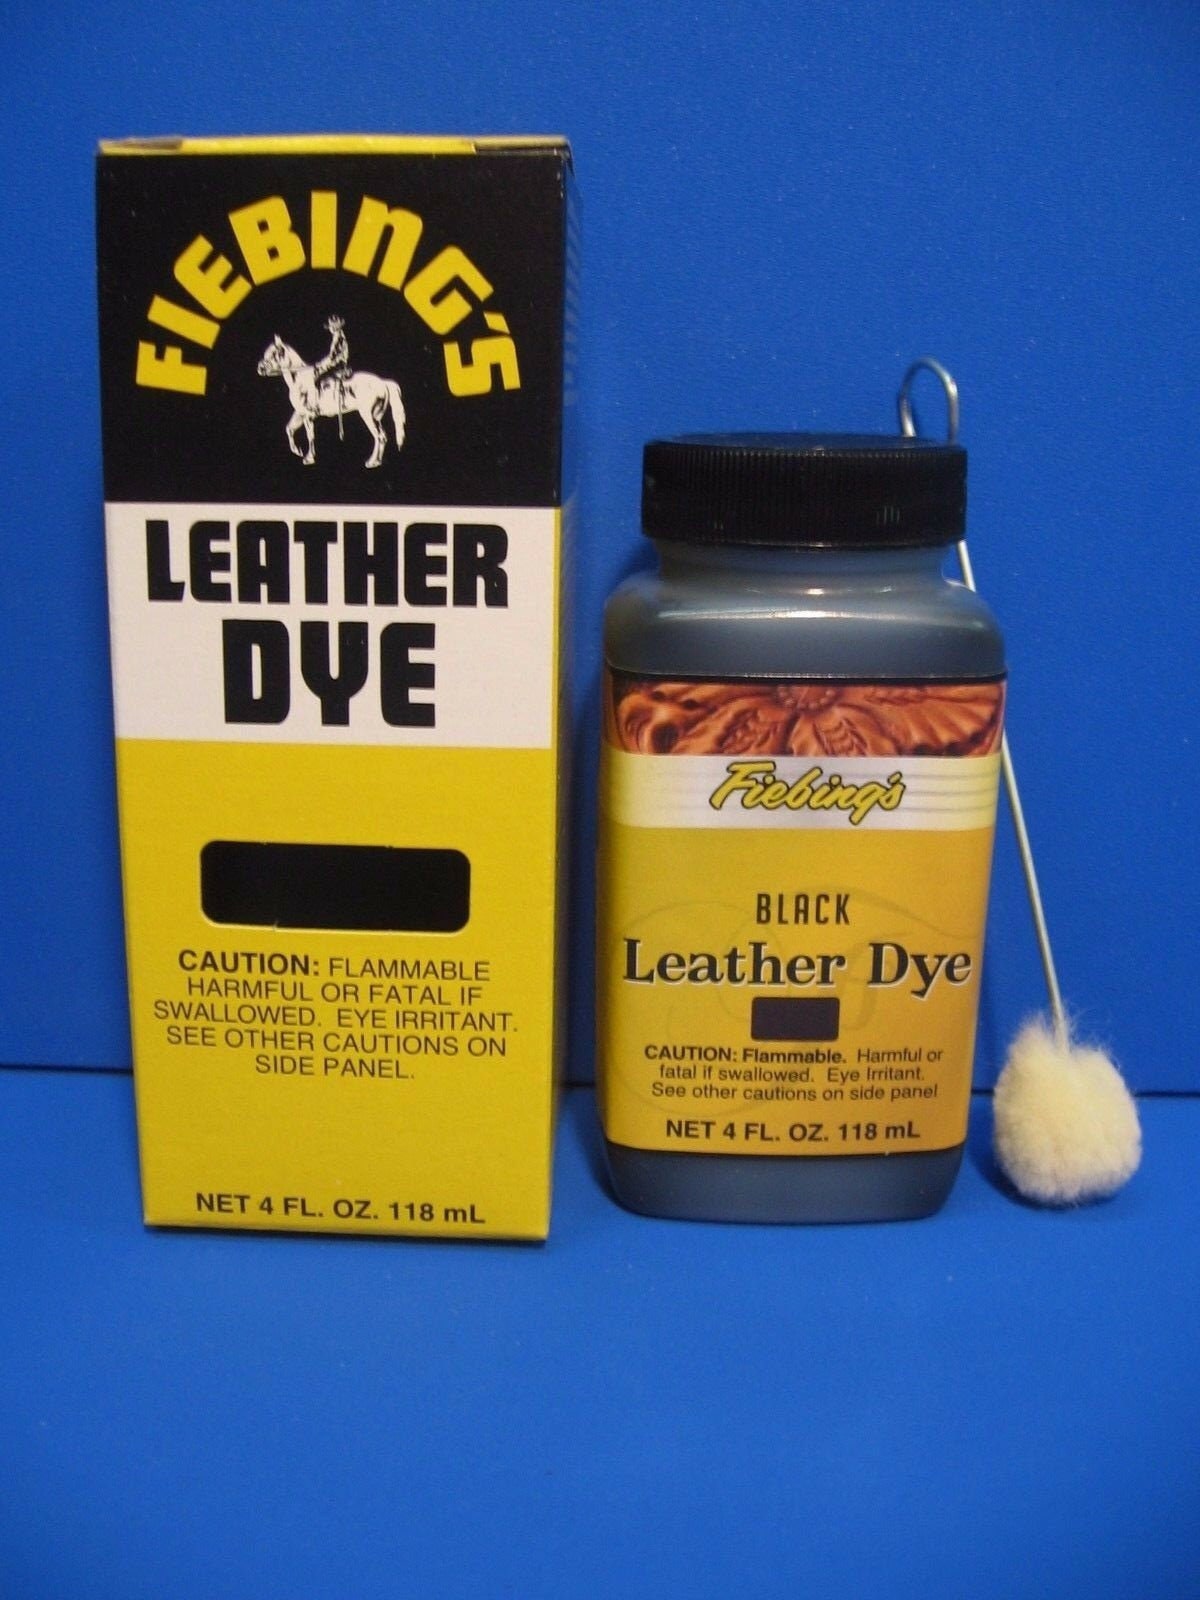 FIEBING'S
LEATHER
DYE
CAUTION: FLAMMABLE
HARMFUL OR FATAL IF
SWALLOWED. EYE IRRITANT.
SEE OTHER CAUTIONS ON
SIDE PANEL.
NET 4 FL. OZ. 118 mL
Fiebing's
BLACK
Leather Dye
CAUTION: Flammable. Harmful or
fatal if swallowed. Eye Irritant.
See other cautions on side panel
NET 4 FL. OZ. 118 mL